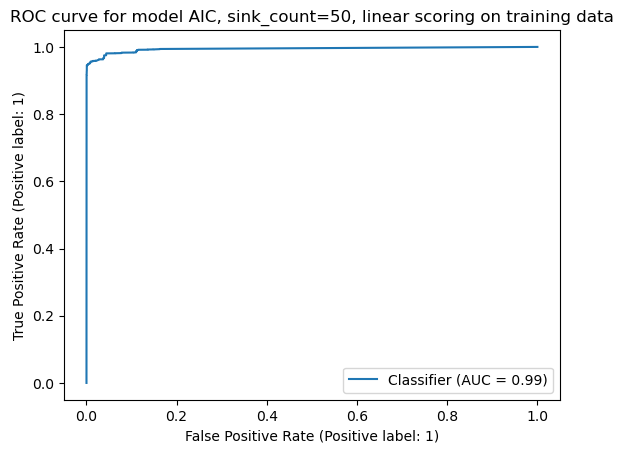 ROC curve for model AIC, sink_count=50, linear scoring on training data
True Positive Rate (Positive label: 1)
1.0
0.8
0.6
0.4
0.2
0.0
Classifier (AUC = 0.99)
0.0 0.2 0.4 0.6 0.8 1.0
False Positive Rate (Positive label: 1)